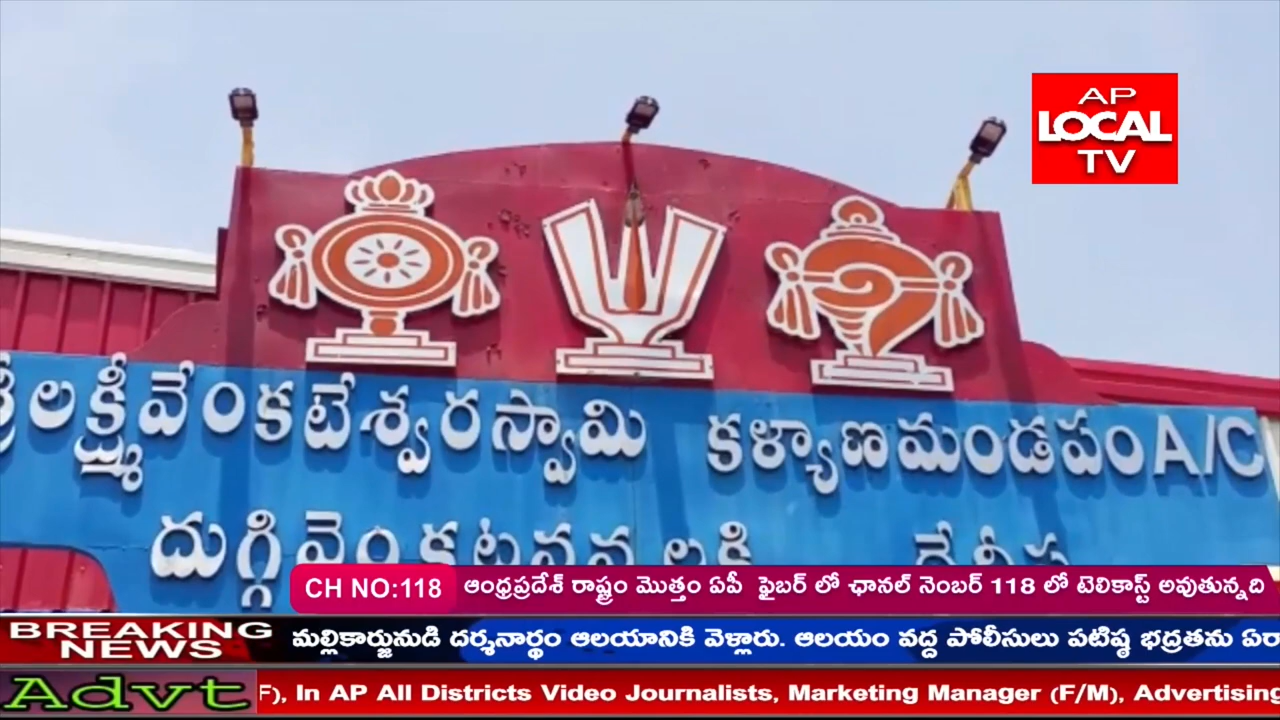 AP
LOCAL
TV
శ్రీ లక్ష్మీ వేంకటేశ్వర స్వామి కళ్యాణ మండపం A/C
దుగ్గి
CH NO:118 ఆంధ్రప్రదేశ్ రాష్ట్రం మొత్తం ఏపీ ఫైబర్ లో ఛానల్ నెంబర్ 118 లో టెలికాస్ట్ అవుతున్నది
BREAKING NEWS మల్లికార్జునుడి దర్శనార్థం ఆలయానికి వెళ్లారు. ఆలయం వద్ద పోలీసులు పటిష్ఠ భద్రతను ఏర్పా
Advt F), In AP All Districts Video Journalists, Marketing Manager (F/M), Advertising